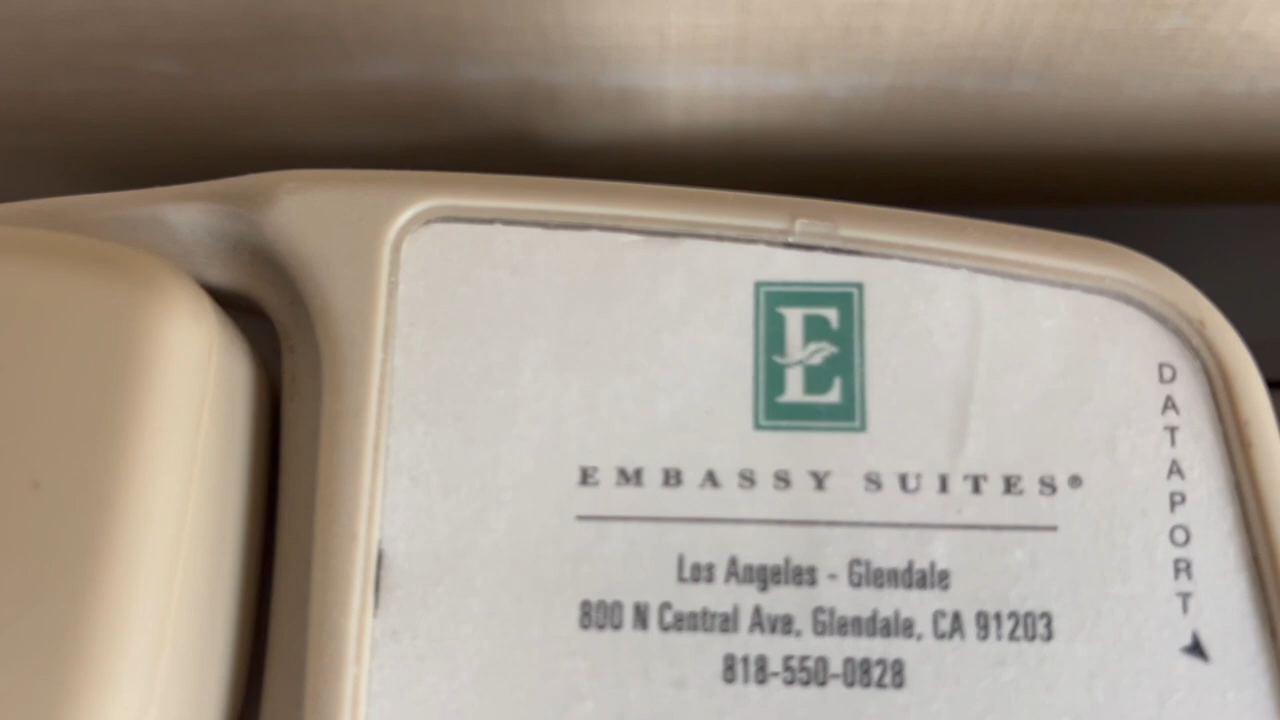 E
EMBASSY SUITES®
Los Angeles - Glendale
800 N Central Ave, Glendale, CA 91203
818-550-0828
DATAPORT